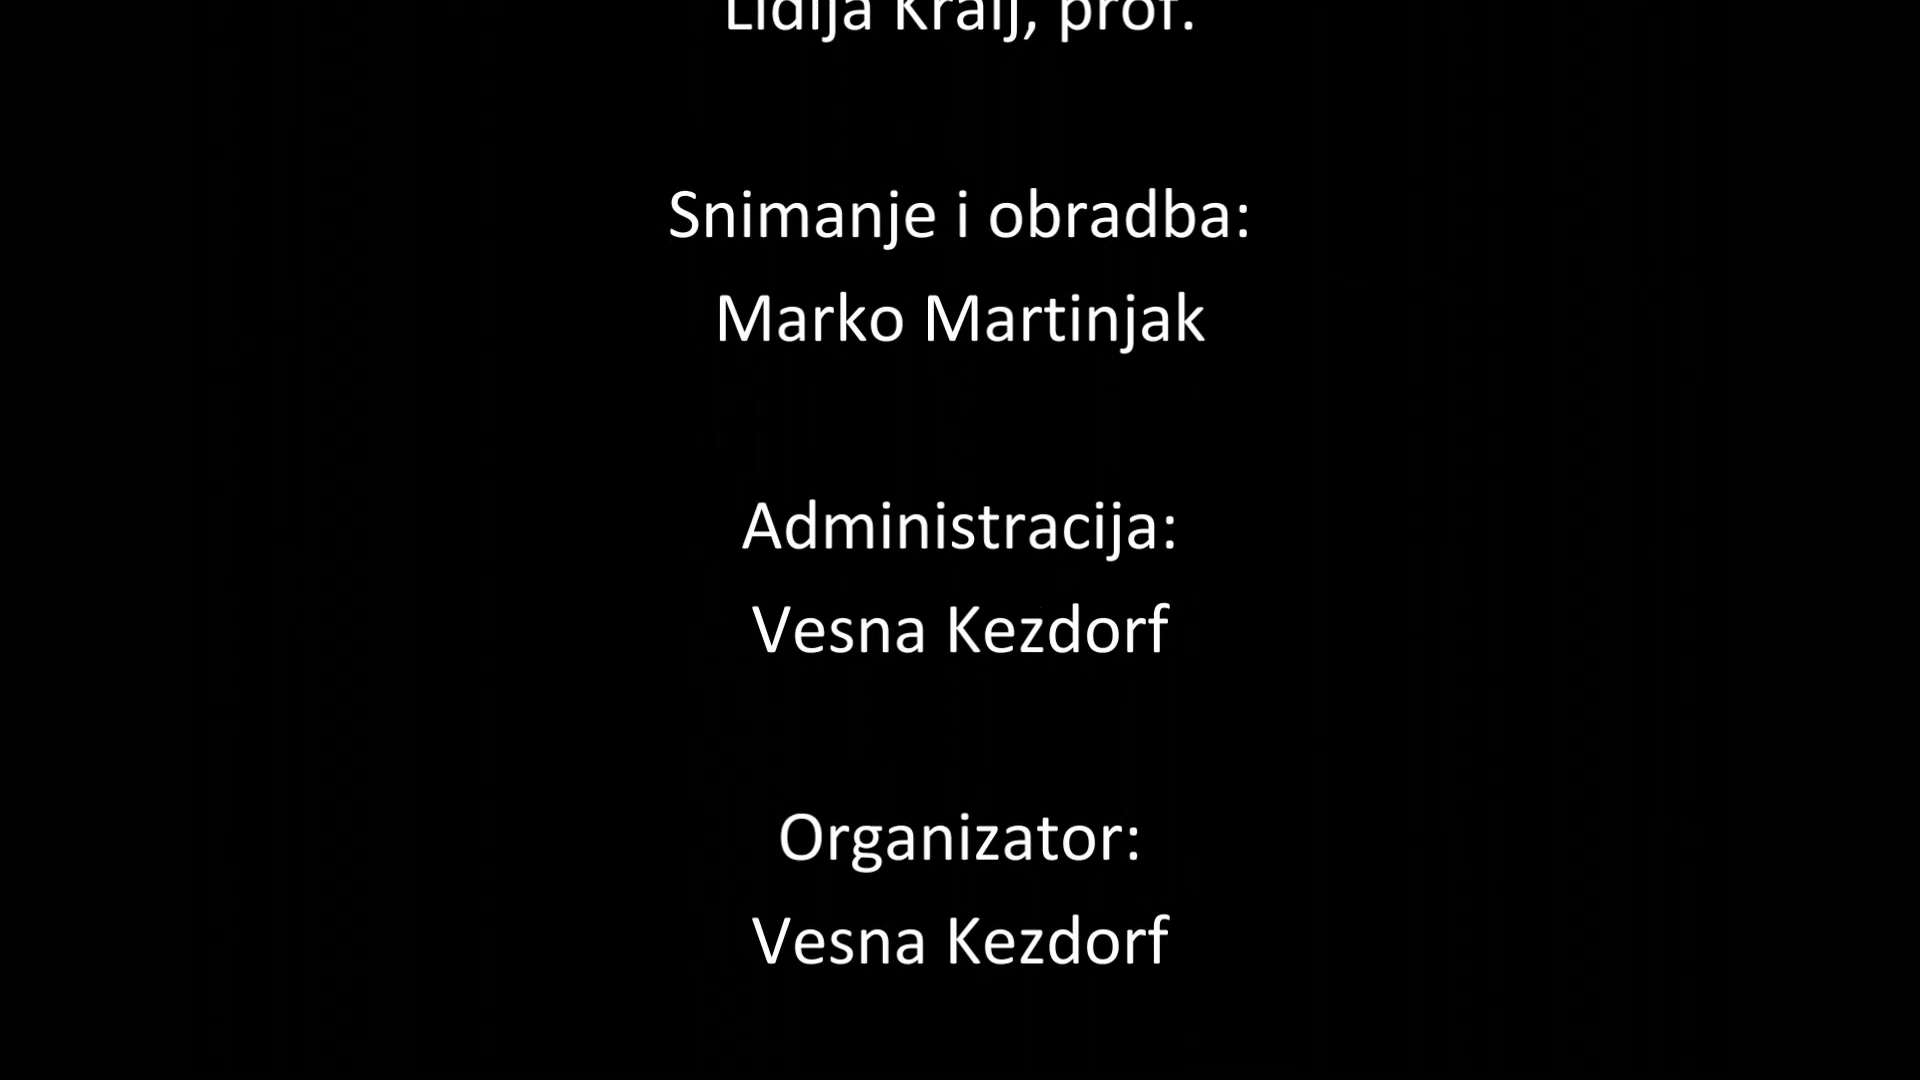 Lidija Kralj, prof.
Snimanje i obradba:
Marko Martinjak
Administracija:
Vesna Kezdorf
Organizator:
Vesna Kezdorf